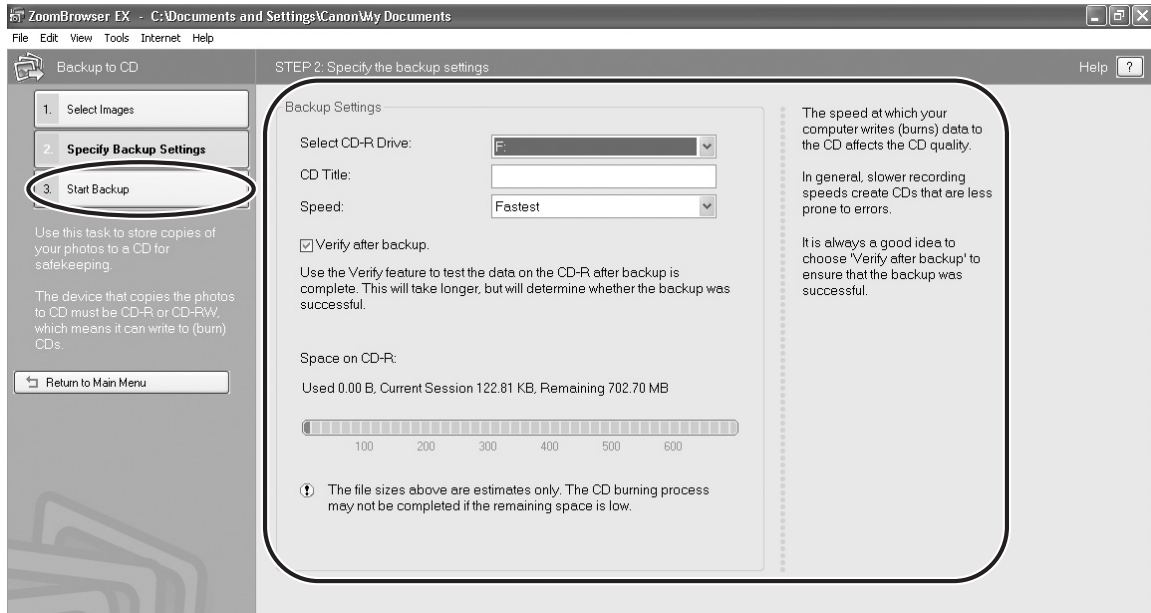 ZoomBrowser EX - C:\Documents and Settings\Canon\My Documents
File Edit View Tools Internet Help
Backup to CD
STEP 2: Specify the backup settings
Help ?
1. Select Images
2. Specify Backup Settings
3. Start Backup
Use this task to store copies of
your photos to a CD for
safekeeping.
The device that copies the photos
to CD must be CD-R or CD-RW,
which means it can write to (burn)
CDs.
Return to Main Menu
Backup Settings
Select CD-R Drive: F:
CD Title:
Speed: Fastest
Verify after backup.
Use the Verify feature to test the data on the CD-R after backup is
complete. This will take longer, but will determine whether the backup was
successful.
Space on CD-R:
Used 0.00 B, Current Session 122.81 KB, Remaining 702.70 MB
100 200 300 400 500 600
The file sizes above are estimates only. The CD burning process
may not be completed if the remaining space is low.
The speed at which your
computer writes (burns) data to
the CD affects the CD quality.
In general, slower recording
speeds create CDs that are less
prone to errors.
It is always a good idea to
choose 'Verify after backup' to
ensure that the backup was
successful.